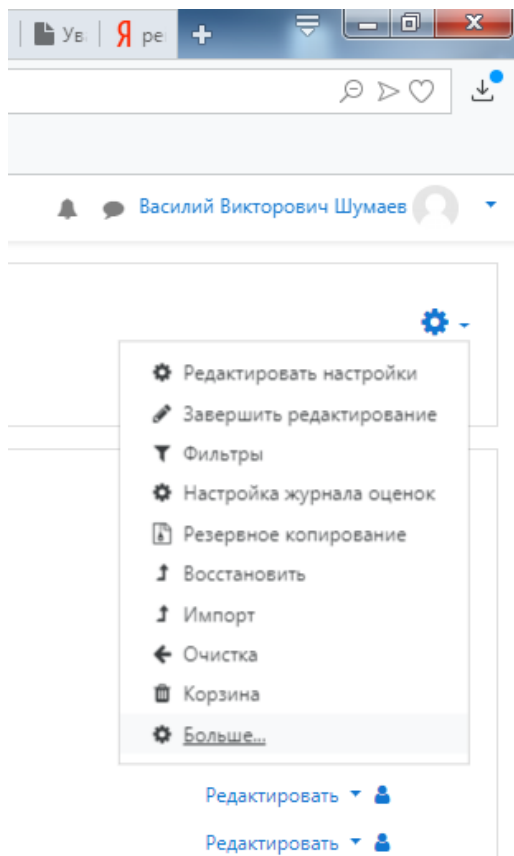 Ув Я ре
Василий Викторович Шумаев
Редактировать настройки
Завершить редактирование
Фильтры
Настройка журнала оценок
Резервное копирование
Восстановить
Импорт
Очистка
Корзина
Больше...
Редактировать
Редактировать